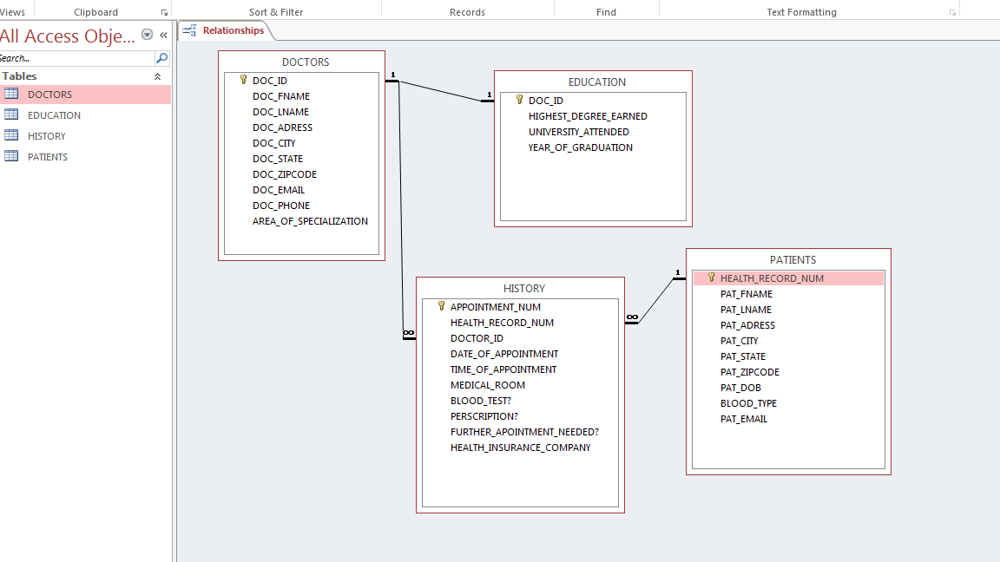 Views Clipboard Sort & Filter Records Find Text Formatting
All Access Obje... «
Search...
Tables
DOCTORS
EDUCATION
HISTORY
PATIENTS
Relationships
DOCTORS
DOC_ID
DOC_FNAME
DOC_LNAME
DOC_ADRESS
DOC_CITY
DOC_STATE
DOC_ZIPCODE
DOC_EMAIL
DOC_PHONE
AREA_OF_SPECIALIZATION
1
1
∞
EDUCATION
DOC_ID
HIGHEST_DEGREE_EARNED
UNIVERSITY_ATTENDED
YEAR_OF_GRADUATION
HISTORY
APPOINTMENT_NUM
HEALTH_RECORD_NUM
DOCTOR_ID
DATE_OF_APPOINTMENT
TIME_OF_APPOINTMENT
MEDICAL_ROOM
BLOOD_TEST?
PERSCRIPTION?
FURTHER_APOINTMENT_NEEDED?
HEALTH_INSURANCE_COMPANY
∞
1
PATIENTS
HEALTH_RECORD_NUM
PAT_FNAME
PAT_LNAME
PAT_ADRESS
PAT_CITY
PAT_STATE
PAT_ZIPCODE
PAT_DOB
BLOOD_TYPE
PAT_EMAIL